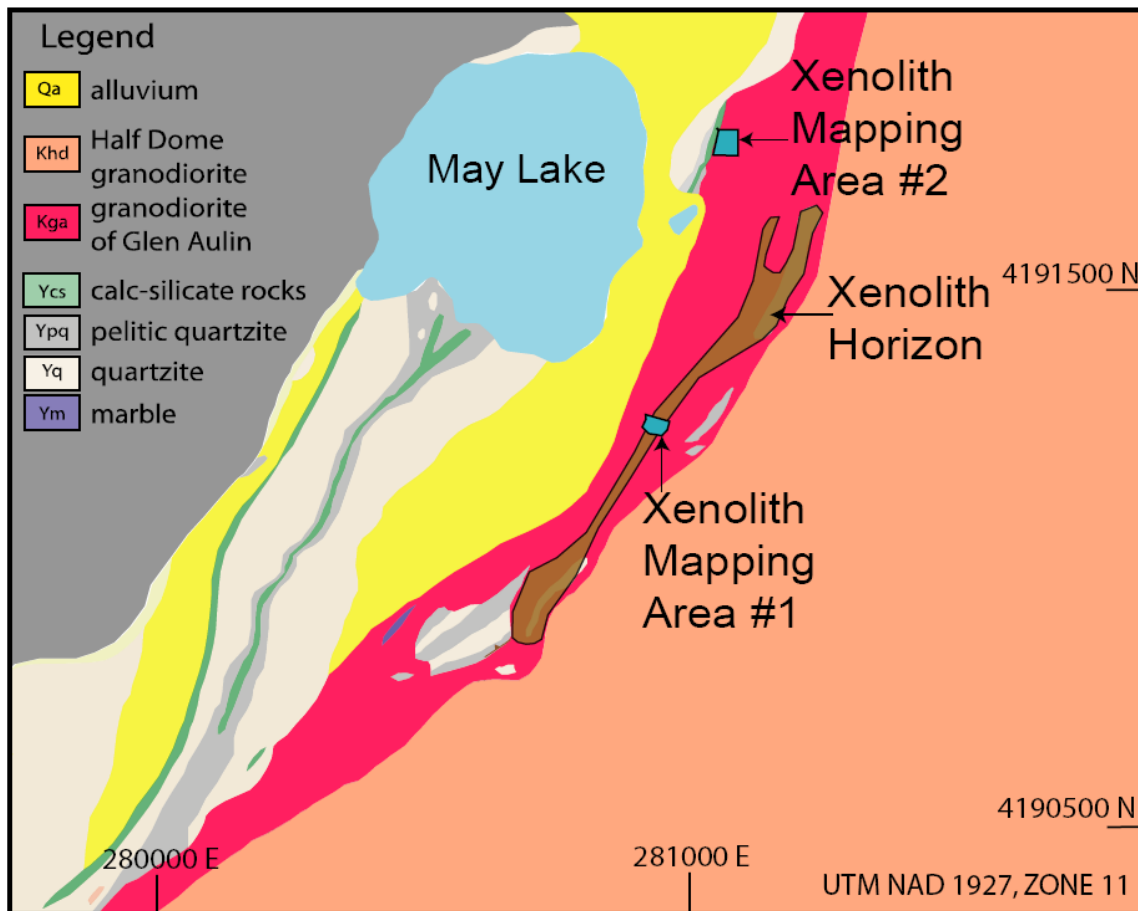 Legend
Qa alluvium
Khd Half Dome
granodiorite
Kga granodiorite
of Glen Aulin
Ycs calc-silicate rocks
Ypq pelitic quartzite
Yq quartzite
Ym marble
May Lake
Xenolith
Mapping
Area #2
4191500 N
Xenolith
Horizon
Xenolith
Mapping
Area #1
4190500 N
280000 E
281000 E
UTM NAD 1927, ZONE 11